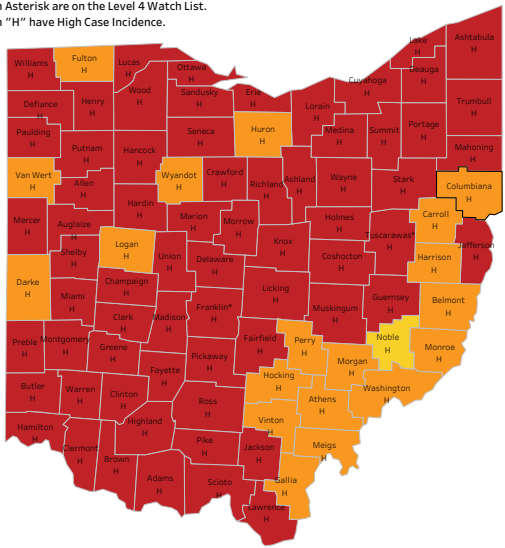 n Asterisk are on the Level 4 Watch List.
n "H" have High Case Incidence.
Williams
H
Fulton
H
Lucas
H
Ottawa
H
Lake
H
Ashtabula
H
Geauga
H
Cuyahoga
H
Wood
H
Sandusky
H
Erie
H
Defiance
H
Henry
H
Lorain
H
Trumbull
H
Paulding
H
Putnam
H
Hancock
H
Seneca
H
Huron
H
Medina
H
Summit
H
Portage
H
Mahoning
H
Van Wert
H
Allen
H
Wyandot
H
Crawford
H
Richland
H
Ashland
H
Wayne
H
Stark
H
Columbiana
H
Mercer
H
Auglaize
H
Hardin
H
Marion
H
Morrow
H
Knox
H
Holmes
H
Tuscarawas*
H
Carroll
H
Jefferson
H
Harrison
H
Darke
H
Shelby
H
Logan
H
Union
H
Delaware
H
Coshocton
H
Miami
H
Champaign
H
Licking
H
Guernsey
H
Belmont
H
Clark
H
Madison
H
Franklin*
H
Muskingum
H
Noble
H
Monroe
H
Preble
H
Montgomery
H
Greene
H
Fayette
H
Pickaway
H
Fairfield
H
Perry
H
Morgan
H
Washington
H
Butler
H
Warren
H
Clinton
H
Ross
H
Hocking
H
Athens
H
Hamilton
H
Clermont
H
Highland
H
Vinton
H
Meigs
H
Brown
H
Adams
H
Pike
H
Jackson
H
Scioto
H
Gallia
H
Lawrence
H